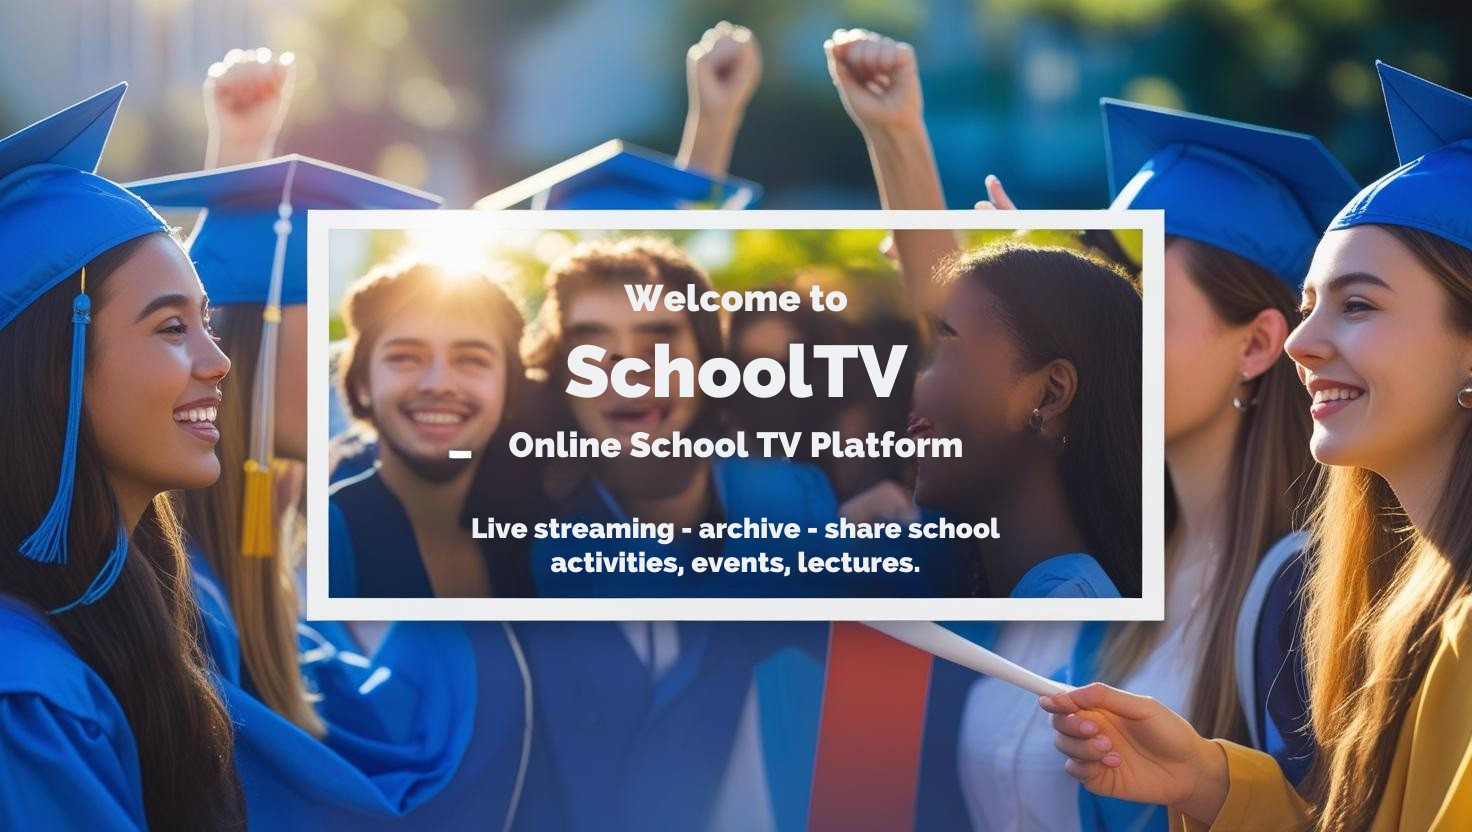 Welcome to
SchoolTV
Online School TV Platform
Live streaming - archive - share school
activities, events, lectures.